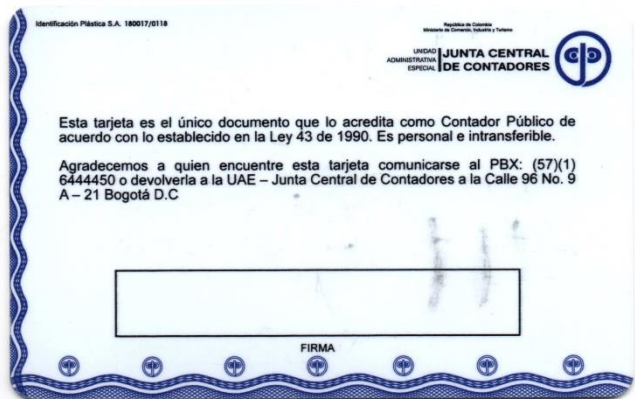 Identificación Plástica S.A. 180017/0118
República de Colombia
Ministerio de Comercio, Industria y Turismo
UNIDAD
ADMINISTRATIVA
ESPECIAL
JUNTA CENTRAL
DE CONTADORES
Esta tarjeta es el único documento que lo acredita como Contador Público de
acuerdo con lo establecido en la Ley 43 de 1990. Es personal e intransferible.
Agradecemos a quien encuentre esta tarjeta comunicarse al PBX: (57)(1)
6444450 o devolverla a la UAE – Junta Central de Contadores a la Calle 96 No. 9
A – 21 Bogotá D.C
FIRMA